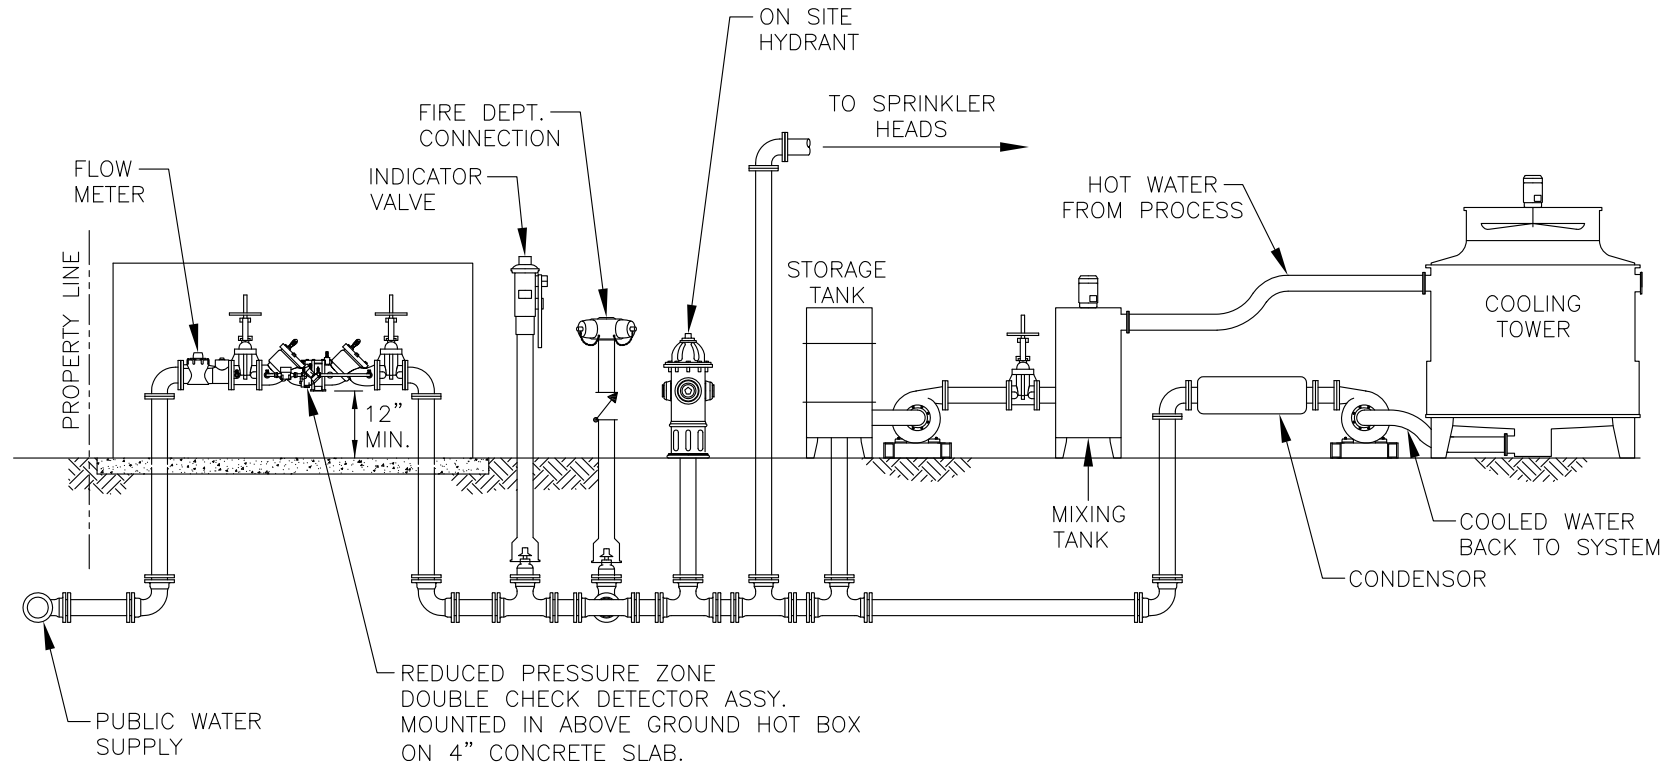 ON SITE
HYDRANT
TO SPRINKLER
HEADS
FIRE DEPT.
CONNECTION
FLOW
METER
INDICATOR
VALVE
HOT WATER
FROM PROCESS
PROPERTY LINE
STORAGE
TANK
COOLING
TOWER
12”
MIN.
MIXING
TANK
COOLED WATER
BACK TO SYSTEM
CONDENSOR
REDUCED PRESSURE ZONE
DOUBLE CHECK DETECTOR ASSY.
MOUNTED IN ABOVE GROUND HOT BOX
ON 4” CONCRETE SLAB.
PUBLIC WATER
SUPPLY